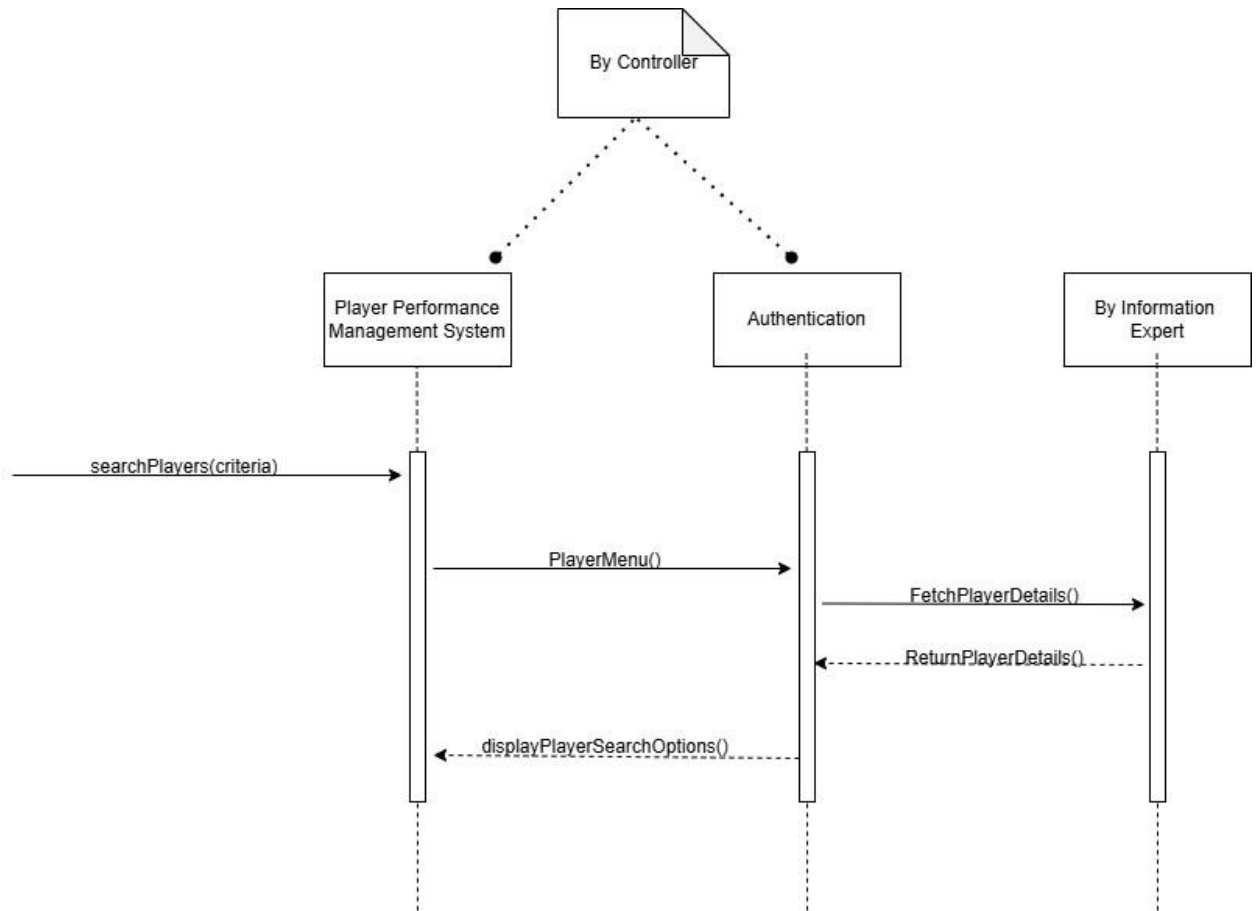 By Controller
Player Performance
Management System
Authentication
By Information
Expert
searchPlayers(criteria)
PlayerMenu()
FetchPlayerDetails()
ReturnPlayerDetails()
displayPlayerSearchOptions()